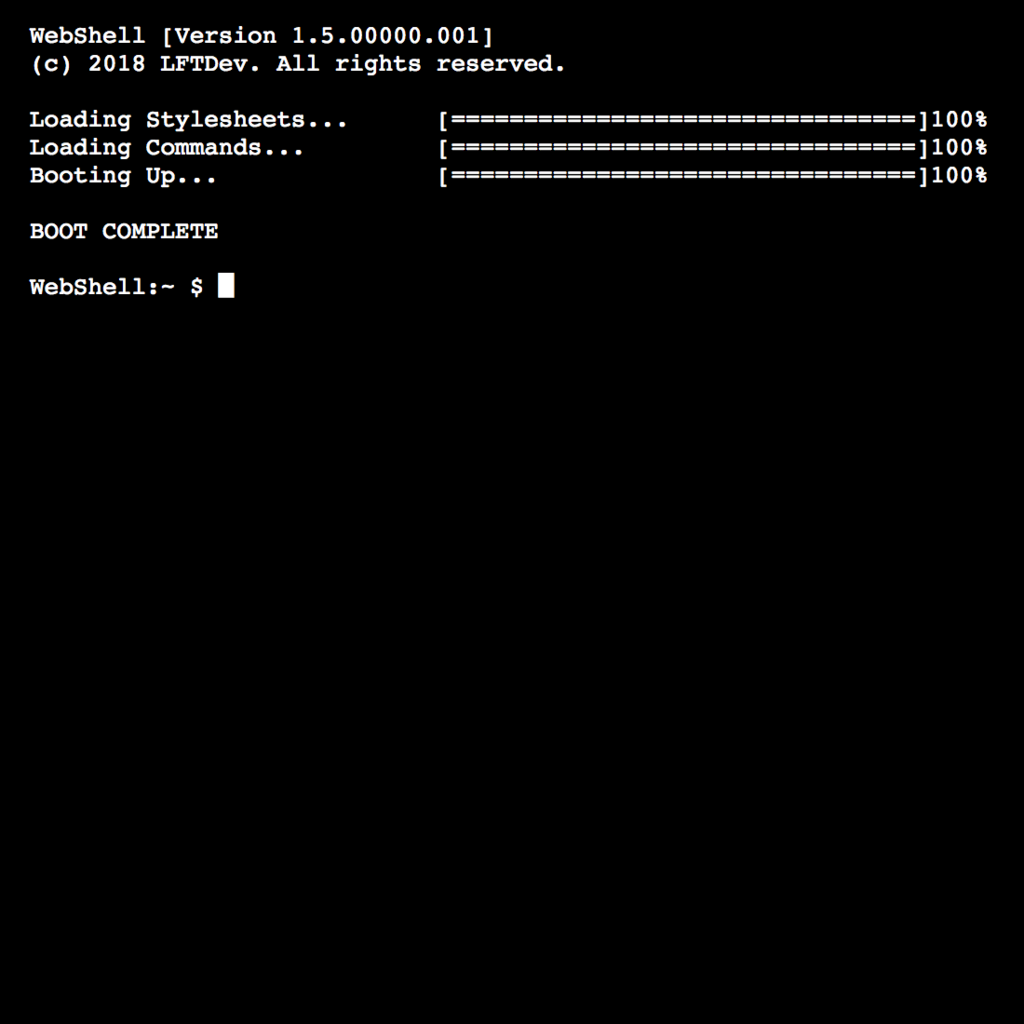 WebShell [Version 1.5.00000.001]
(c) 2018 LFTDev. All rights reserved.
Loading Stylesheets... [================================]100%
Loading Commands... [================================]100%
Booting Up... [================================]100%
BOOT COMPLETE
WebShell:~ $